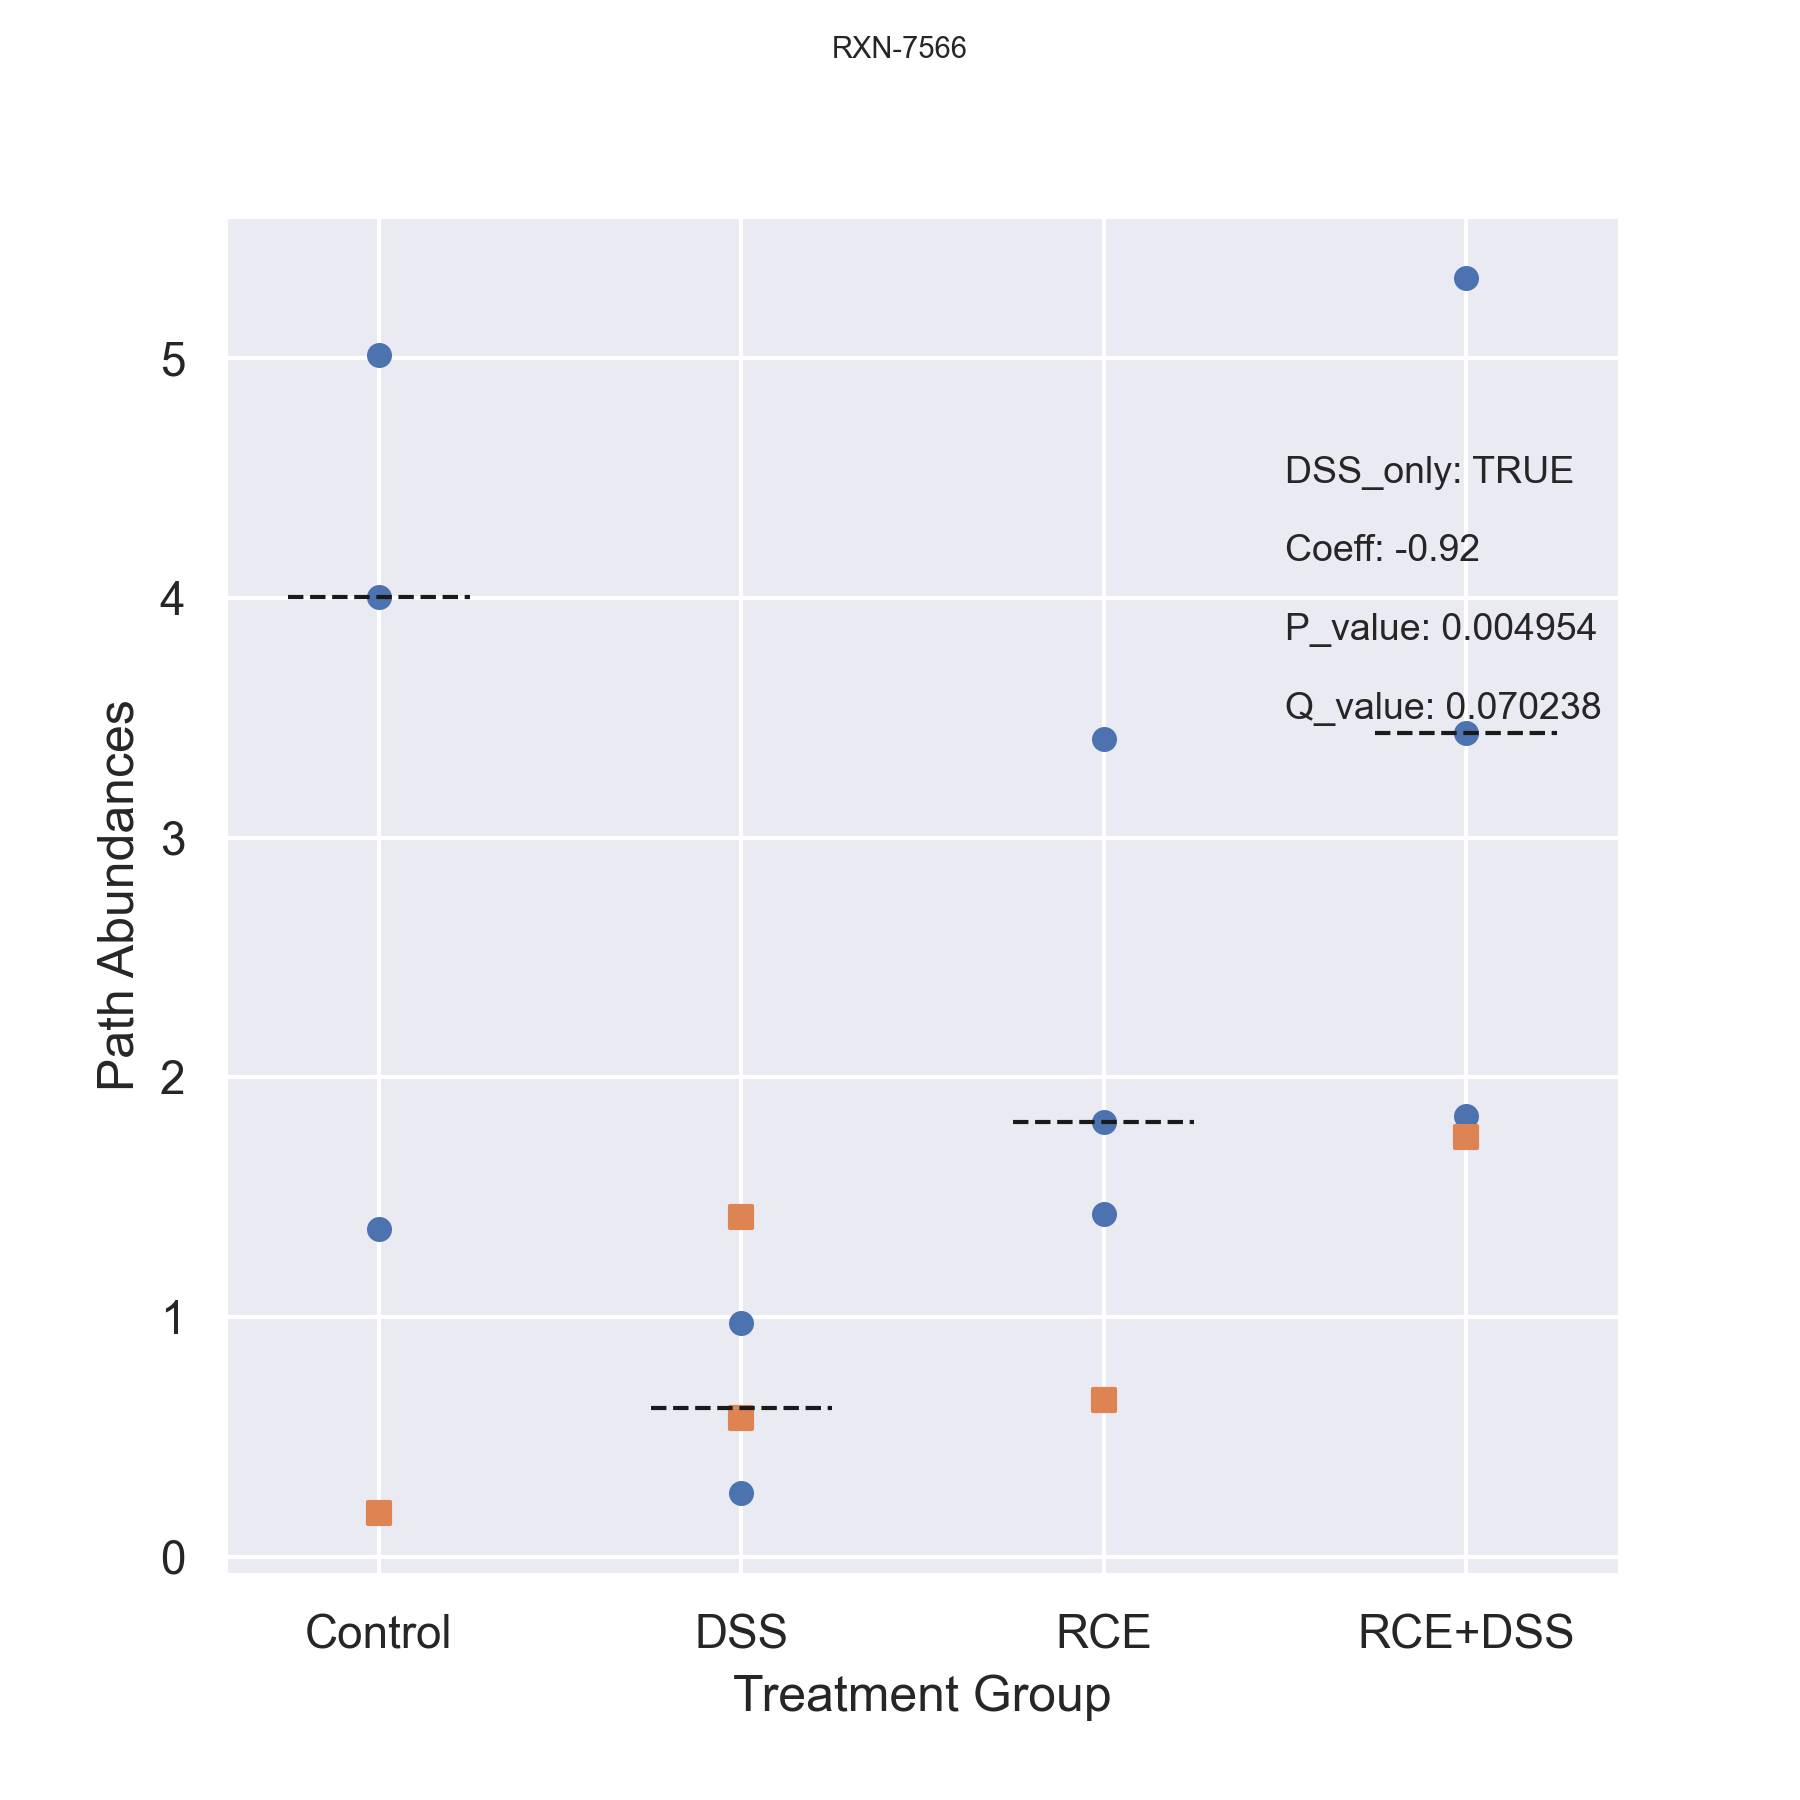 RXN-7566
5
4
3
2
1
0
Path Abundances
DSS_only: TRUE
Coeff: -0.92
P_value: 0.004954
Q_value: 0.070238
Control
DSS
RCE
RCE+DSS
Treatment Group